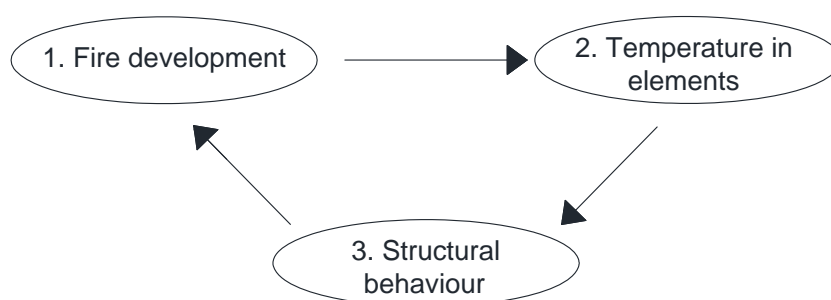 1. Fire development
2. Temperature in
elements
3. Structural
behaviour